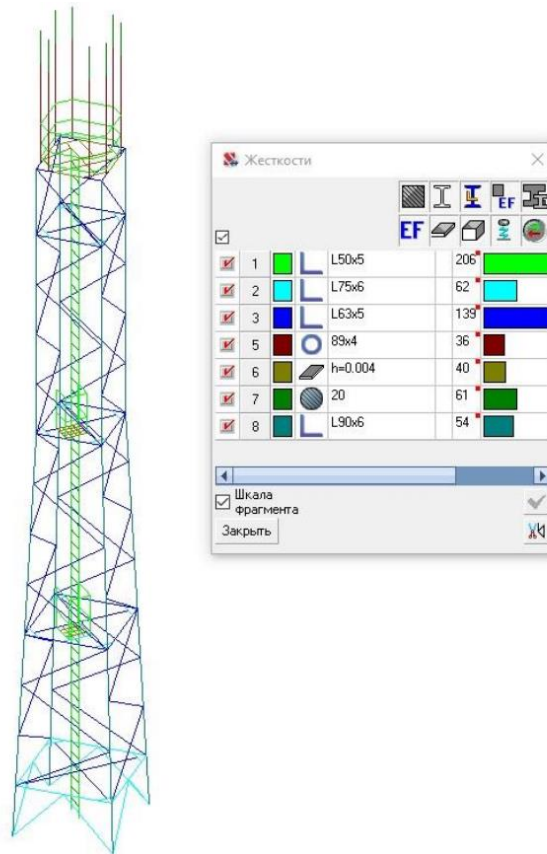 Жесткости
EF
EF
1 L50x5 206
2 L75x6 62
3 L63x5 139
5 89x4 36
6 h=0.004 40
7 20 61
8 L90x6 54
Шкала
фрагмента
Закрыть